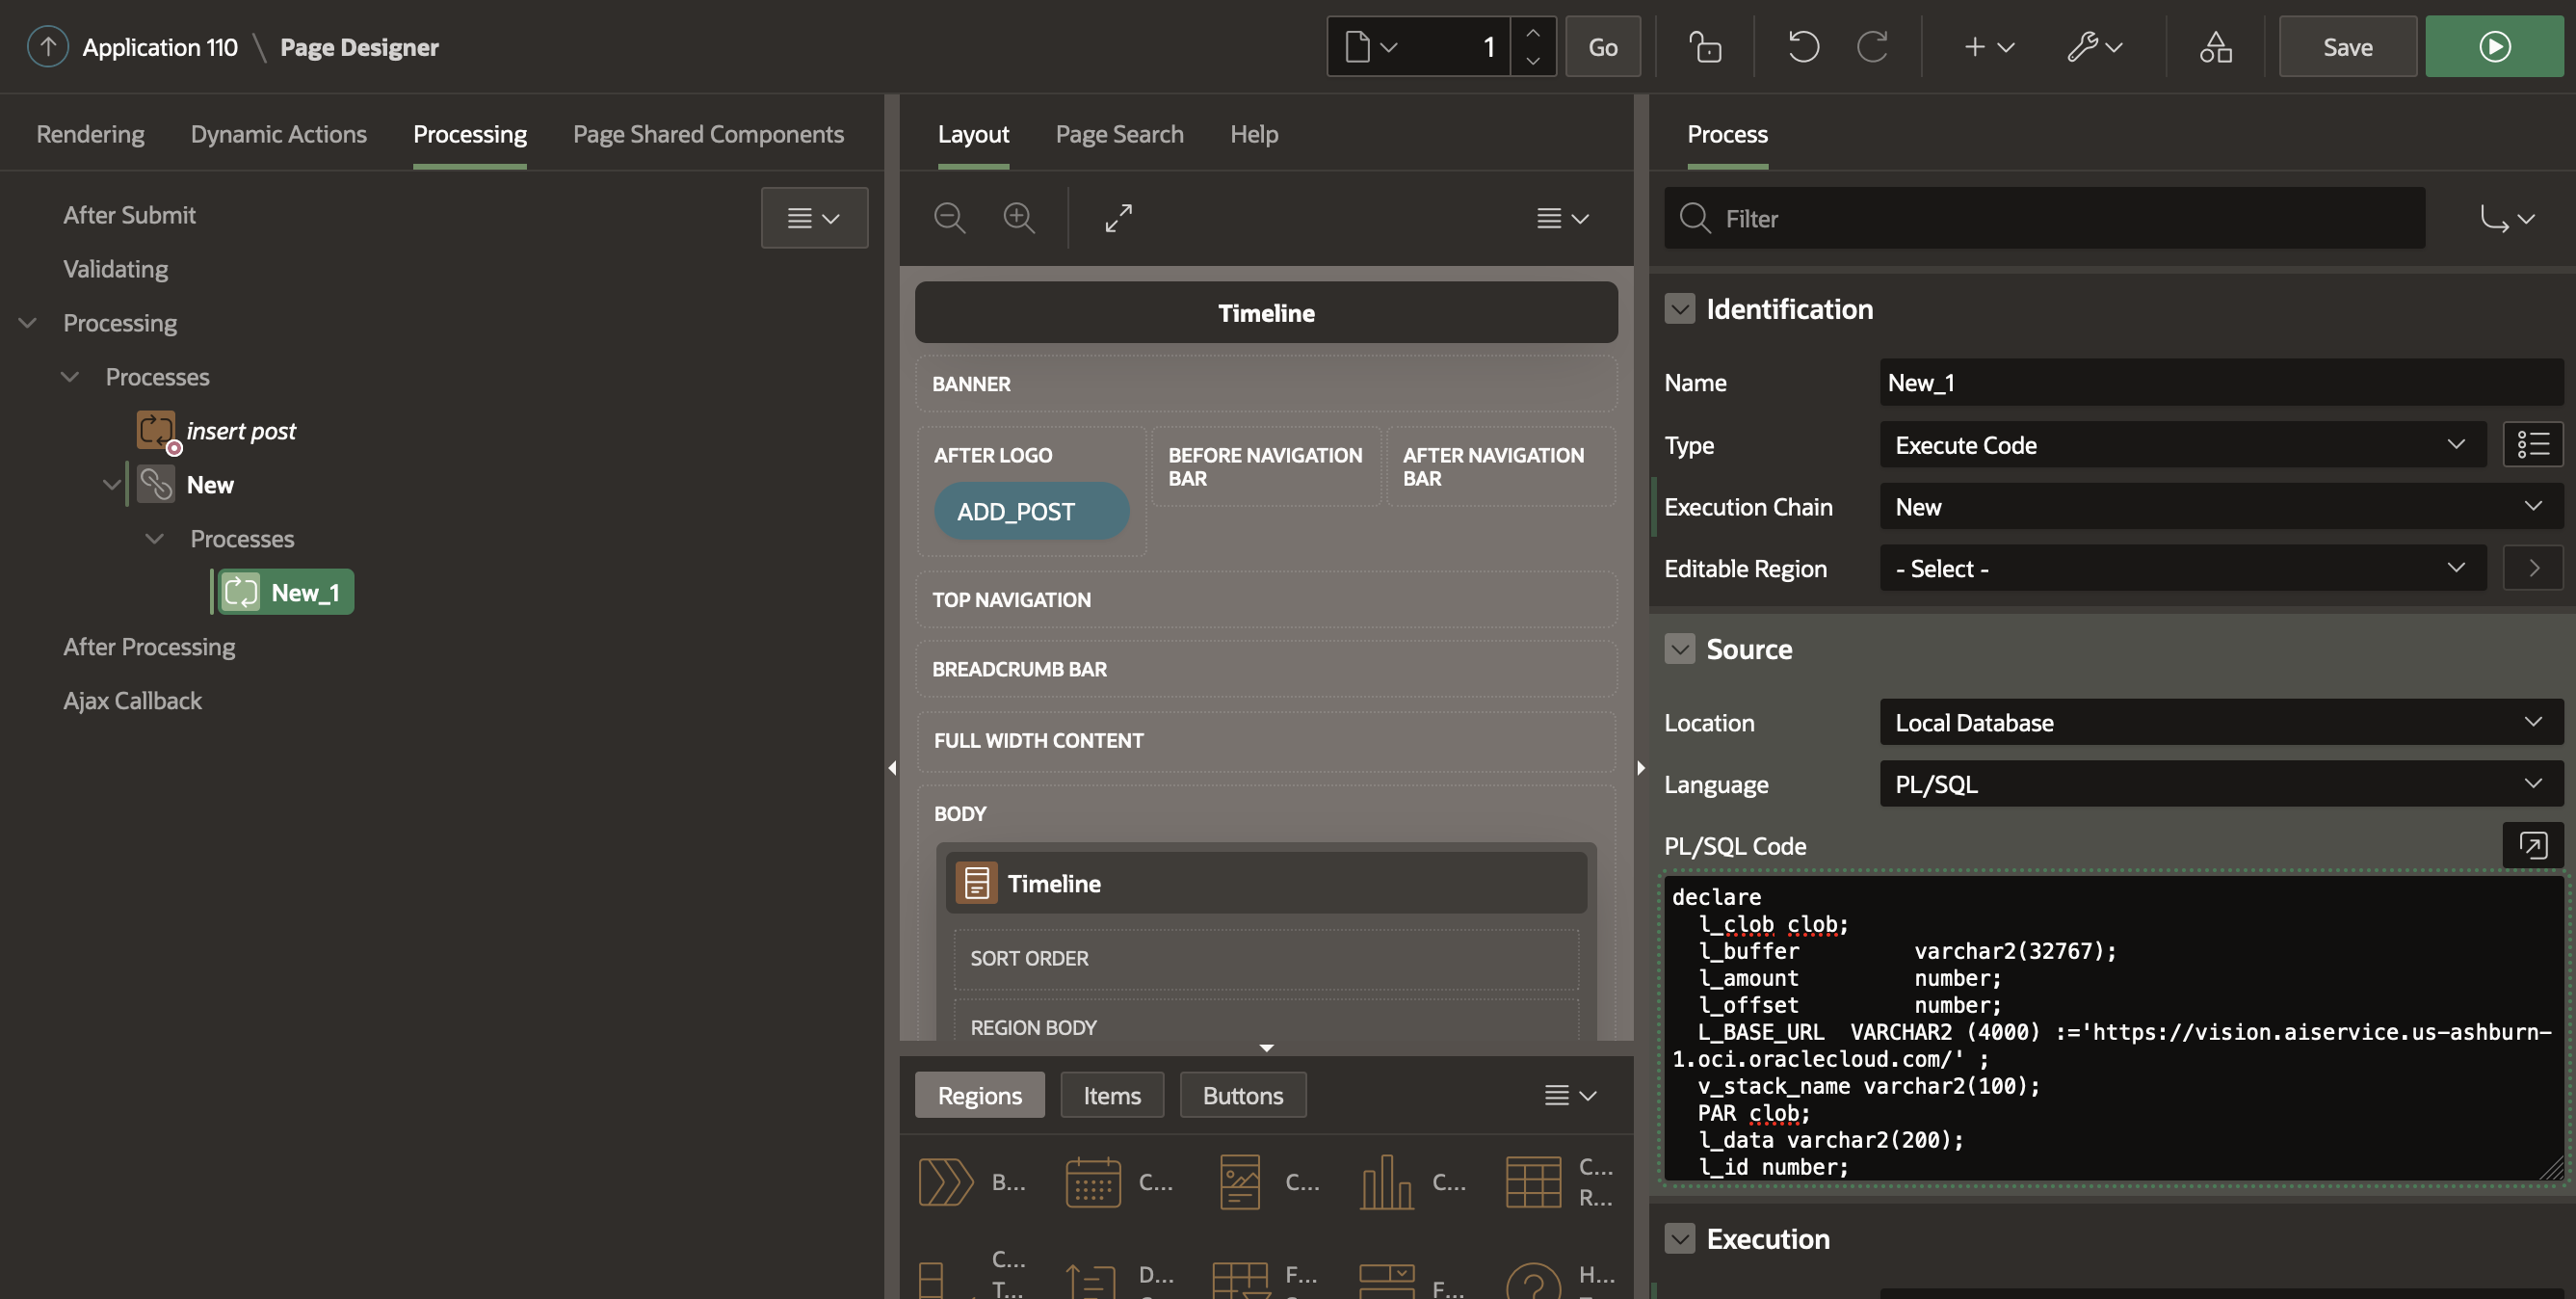 Application 110 \ Page Designer
1
Go
Save
Rendering
Dynamic Actions
Processing
Page Shared Components
After Submit
Validating
Processing
Processes
insert post
New
Processes
New_1
After Processing
Ajax Callback
Layout
Page Search
Help
Timeline
BANNER
AFTER LOGO
ADD_POST
BEFORE NAVIGATION
BAR
AFTER NAVIGATION
BAR
TOP NAVIGATION
BREADCRUMB BAR
FULL WIDTH CONTENT
BODY
Timeline
SORT ORDER
REGION BODY
Regions
Items
Buttons
B...
C...
C...
C...
C...
R...
C...
T...
D...
F...
F...
H...
Process
Filter
Identification
Name
New_1
Type
Execute Code
Execution Chain
New
Editable Region
- Select -
Source
Location
Local Database
Language
PL/SQL
PL/SQL Code
declare
l_clob clob;
l_buffer varchar2(32767);
l_amount number;
l_offset number;
L_BASE_URL VARCHAR2 (4000) :='https://vision.aiservice.us-ashburn-
1.oci.oraclecloud.com/' ;
v_stack_name varchar2(100);
PAR clob;
l_data varchar2(200);
l_id number;
Execution